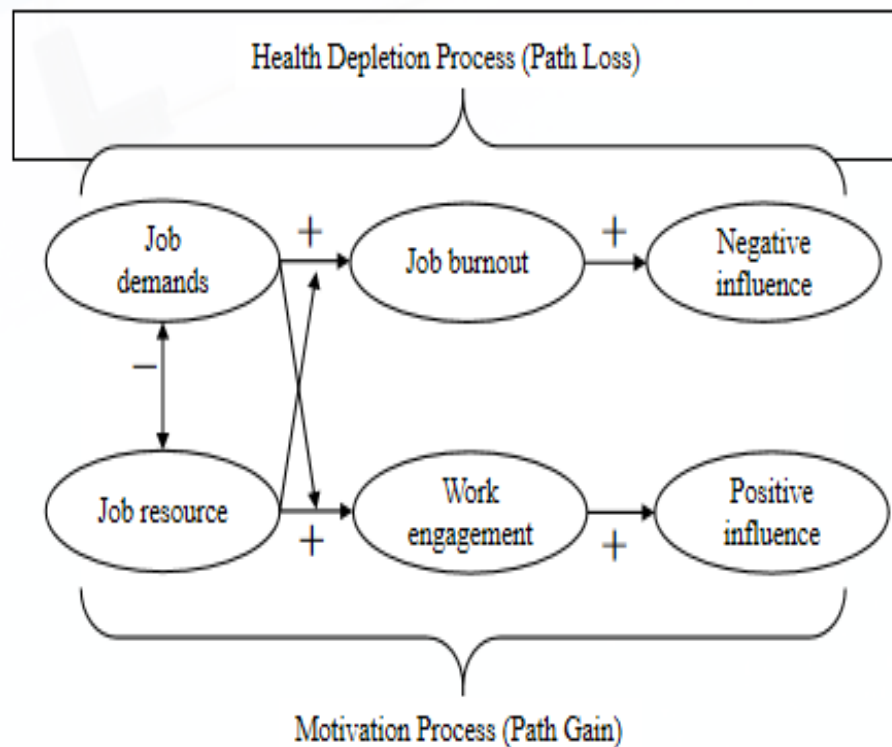 Health Depletion Process (Path Loss)
Job
demands
+
Job burnout
+
Negative
influence
−
Job resource
+
Work
engagement
+
Positive
influence
Motivation Process (Path Gain)